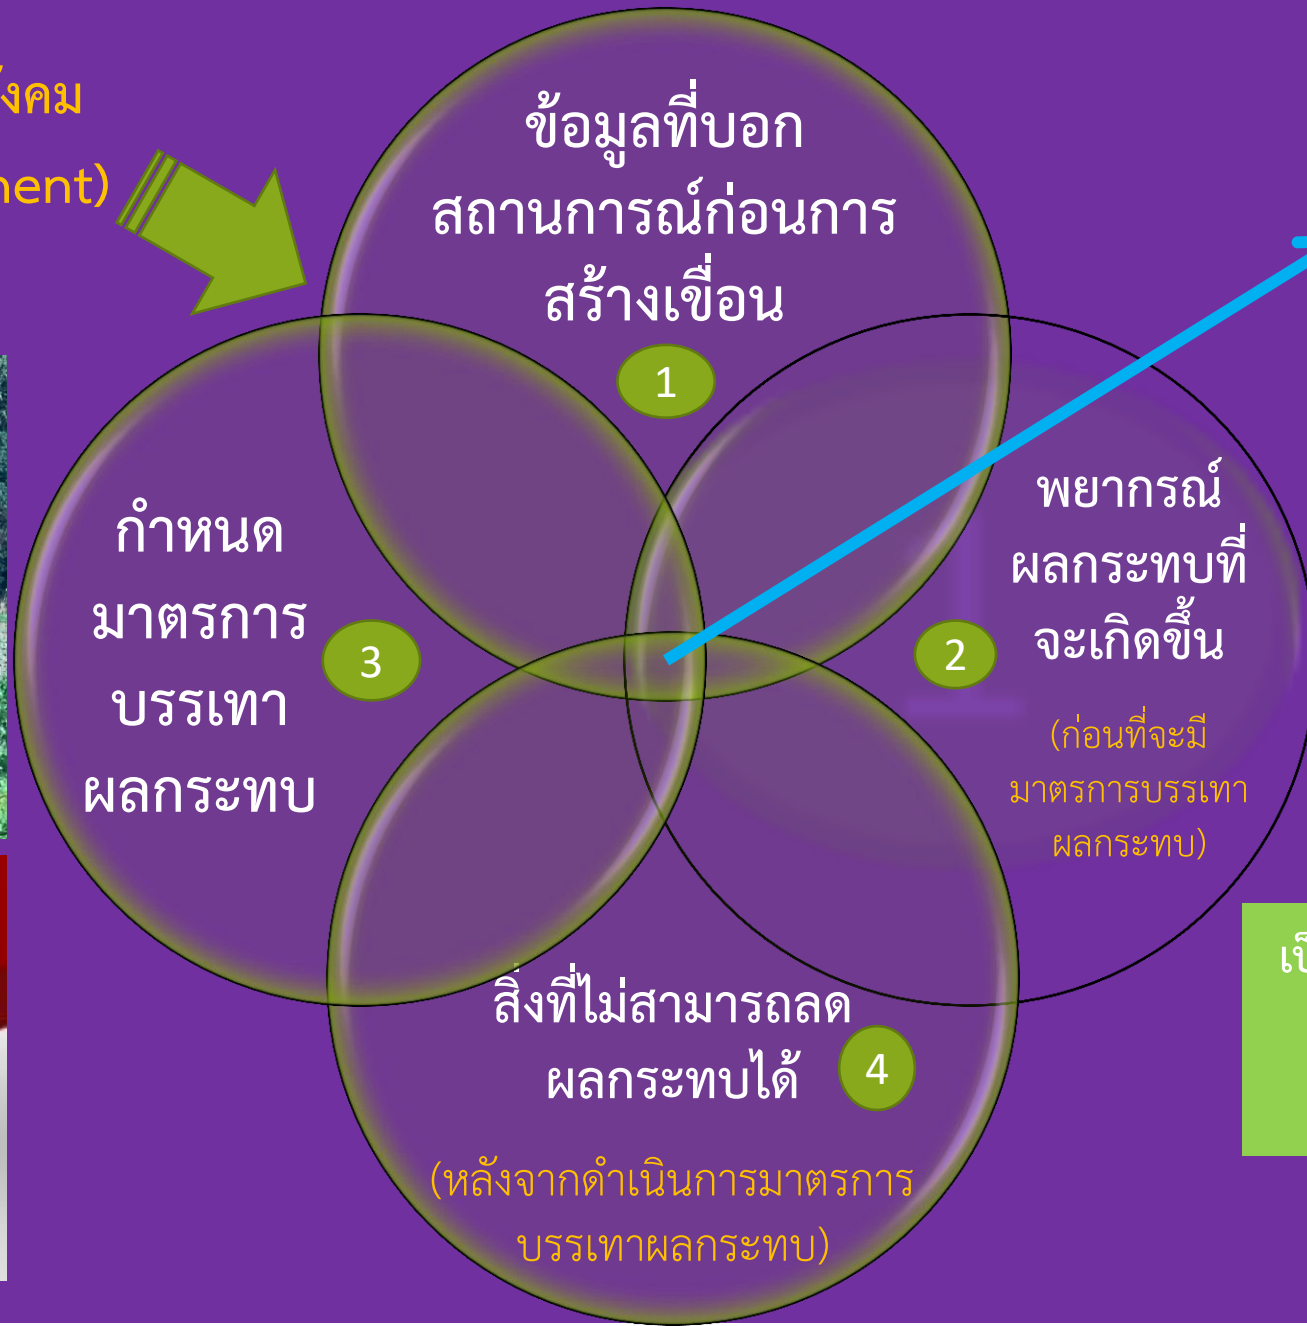 ข้อมูลที่บอก
สถานการณ์ก่อนการ
สร้างเขื่อน
1
พยากรณ์
ผลกระทบที่
จะเกิดขึ้น
2
(ก่อนที่จะมี
มาตรการบรรเทา
ผลกระทบ)
กำหนด
มาตรการ
บรรเทา
ผลกระทบ
3
สิ่งที่ไม่สามารถลด
ผลกระทบได้
4
(หลังจากดำเนินการมาตรการ
บรรเทาผลกระทบ)